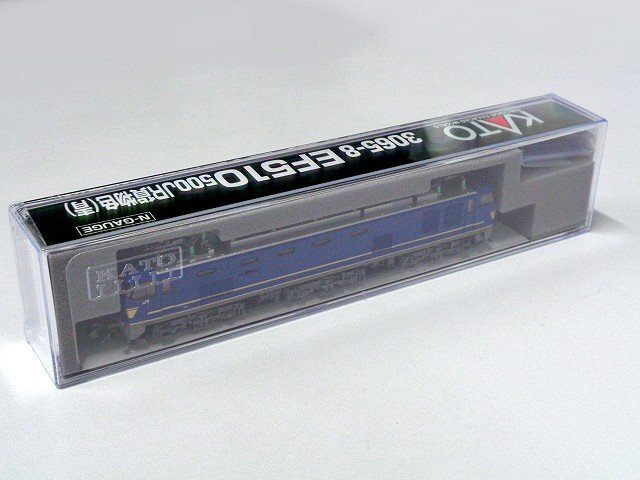 KATO
3065-8 EF510 500 JR貨物色(青)
N-GAUGE
KATO